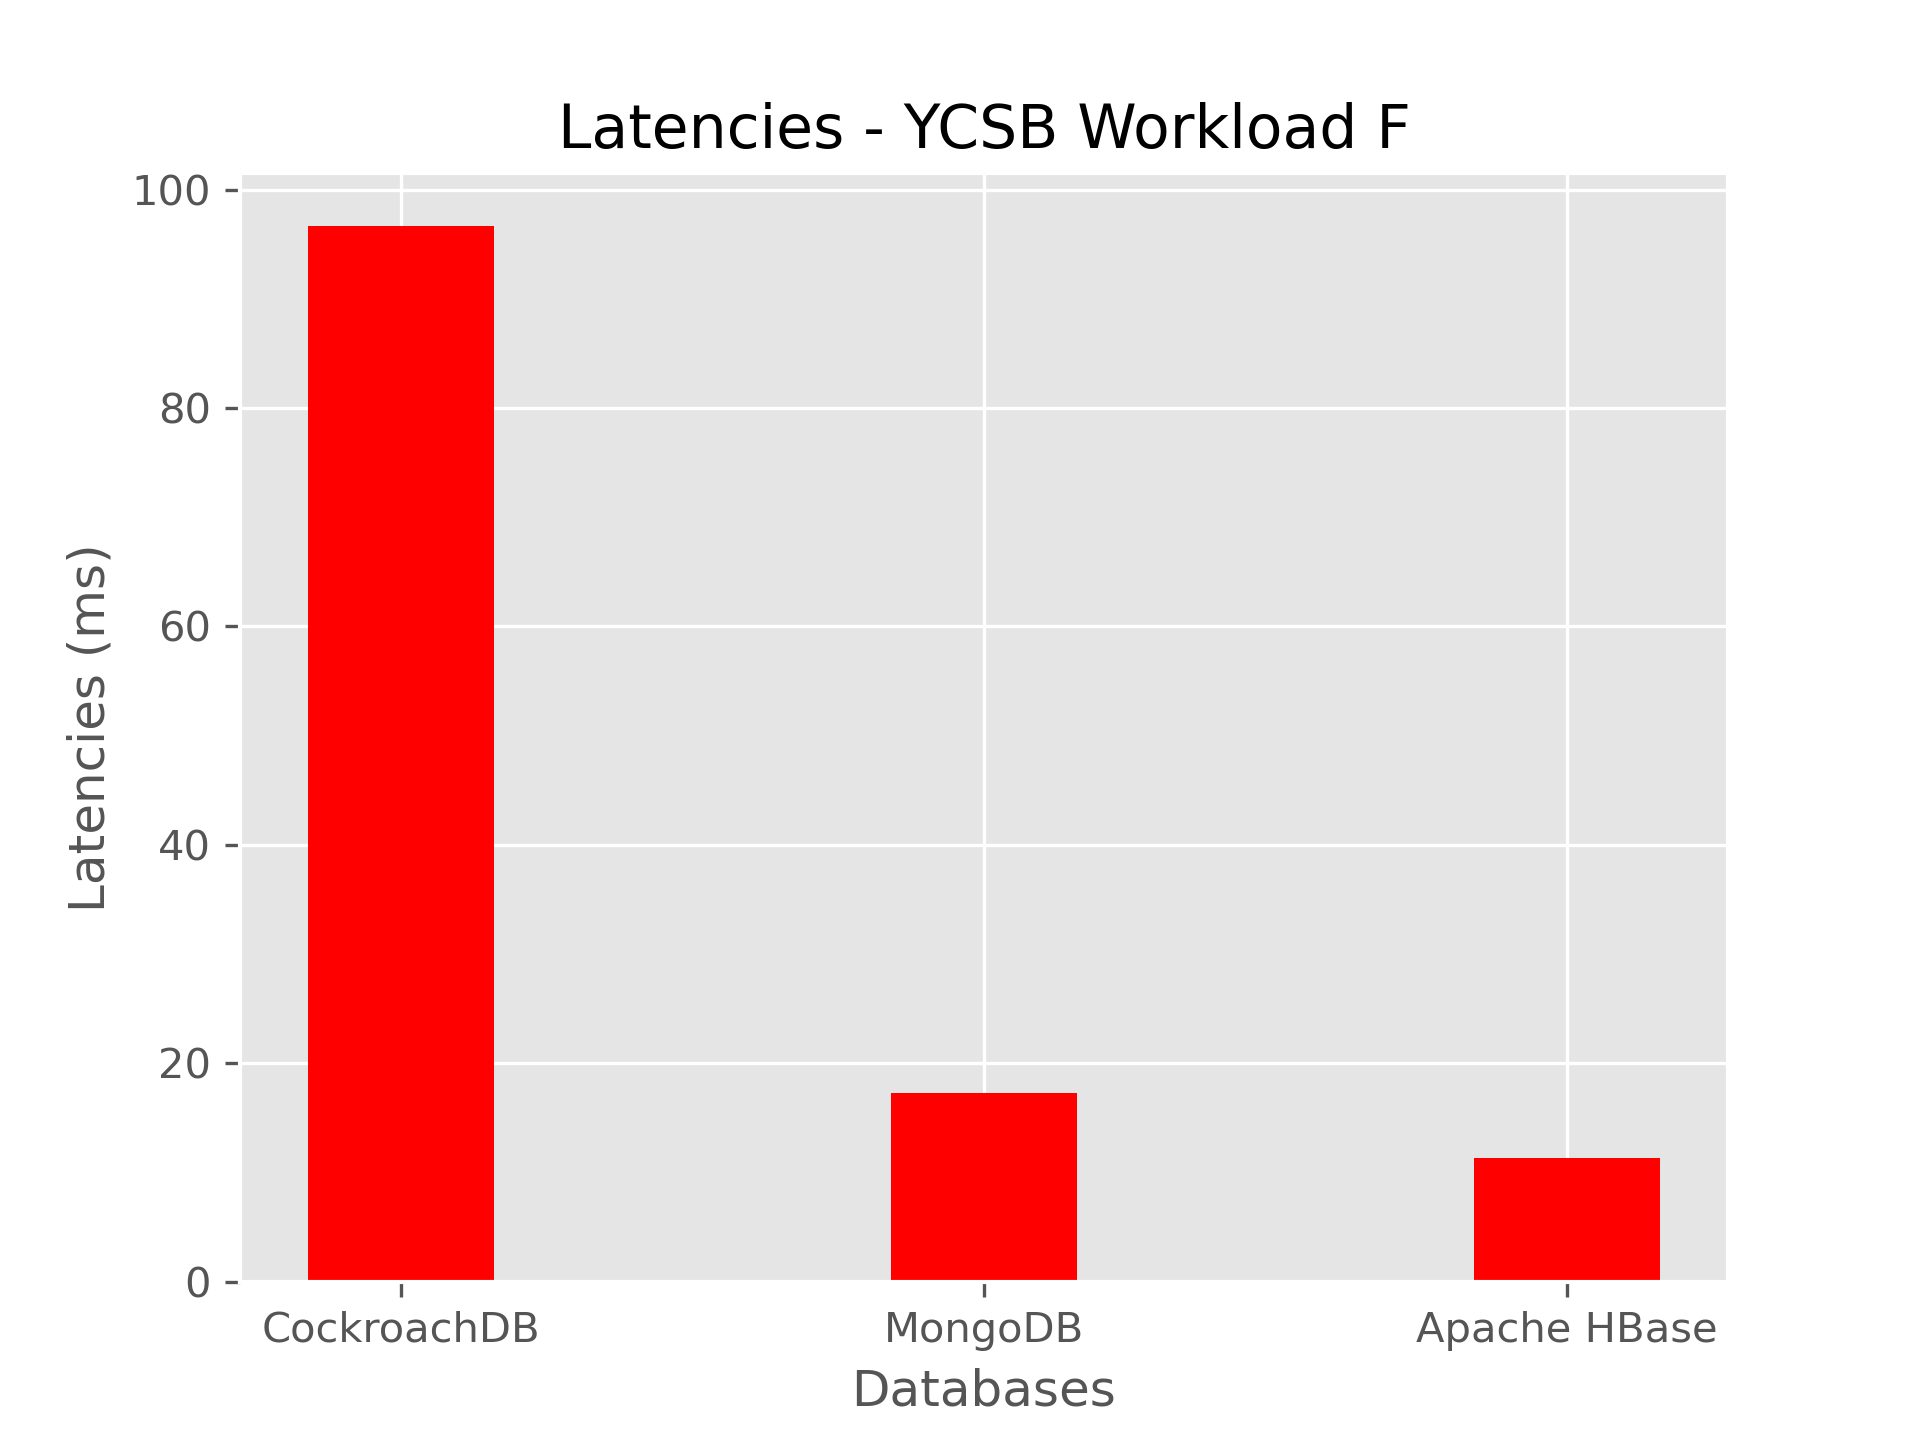 Latencies - YCSB Workload F
100
80
60
40
20
0
Latencies (ms)
CockroachDB
MongoDB
Apache HBase
Databases